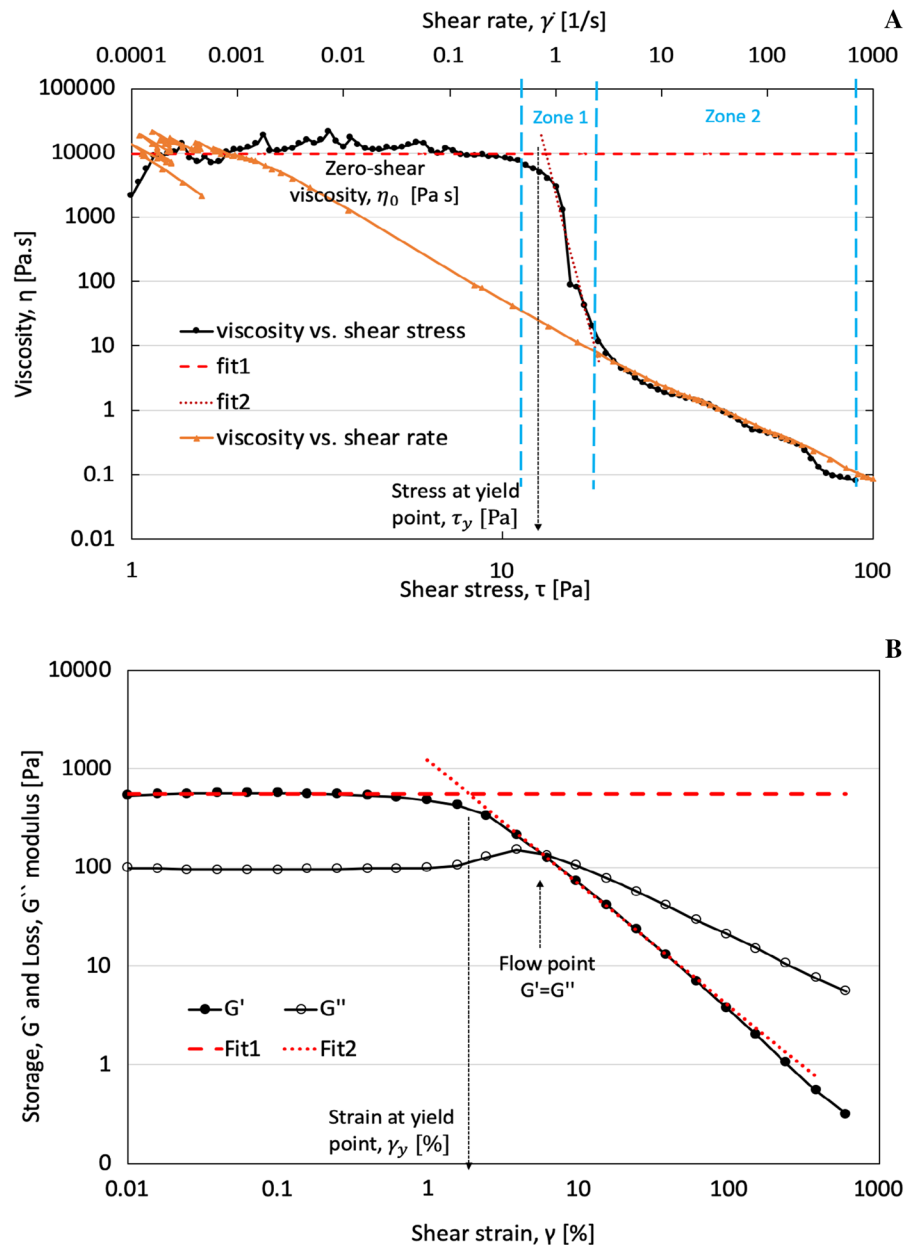 A
Shear rate, γ̇ [1/s]
0.0001 0.01 0.1 1 10 100 1000
100000
10000
1000
100
10
1
0.1
0.01
Viscosity, η [Pa.s]
Zone 1
Zone 2
Zero-shear
viscosity, η0 [Pa s]
viscosity vs. shear stress
fit1
fit2
viscosity vs. shear rate
Stress at yield
point, τy [Pa]
1 10 100
Shear stress, τ [Pa]
B
10000
1000
100
10
1
0
Storage, G` and Loss, G`` modulus [Pa]
Flow point
G'=G''
G' G''
Fit1 Fit2
Strain at yield
point, γy [%]
0.01 0.1 1 10 100 1000
Shear strain, γ [%]